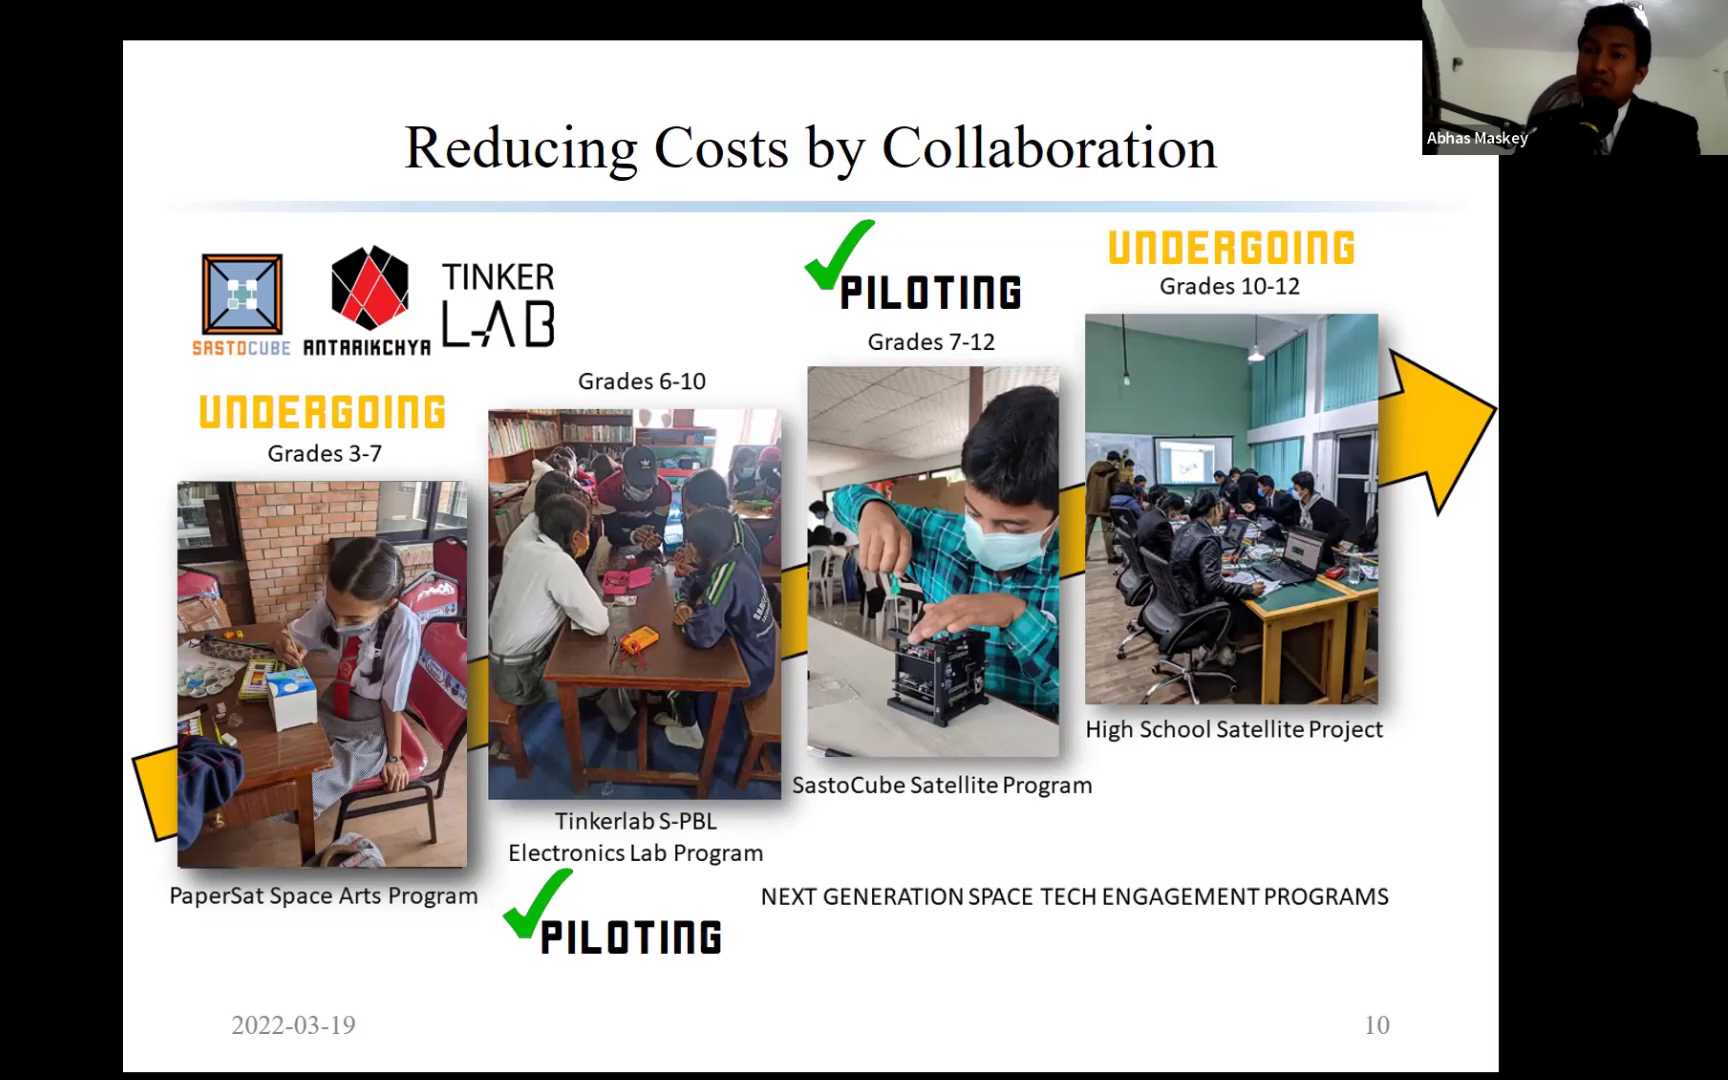 Abhas Maskey
Reducing Costs by Collaboration
SASTOCUBE
ANTARIKCHYA
TINKER
LAB
UNDERGOING
Grades 3-7
PaperSat Space Arts Program
Grades 6-10
Tinkerlab S-PBL
Electronics Lab Program
PILOTING
PILOTING
Grades 7-12
SastoCube Satellite Program
UNDERGOING
Grades 10-12
High School Satellite Project
NEXT GENERATION SPACE TECH ENGAGEMENT PROGRAMS
2022-03-19
10